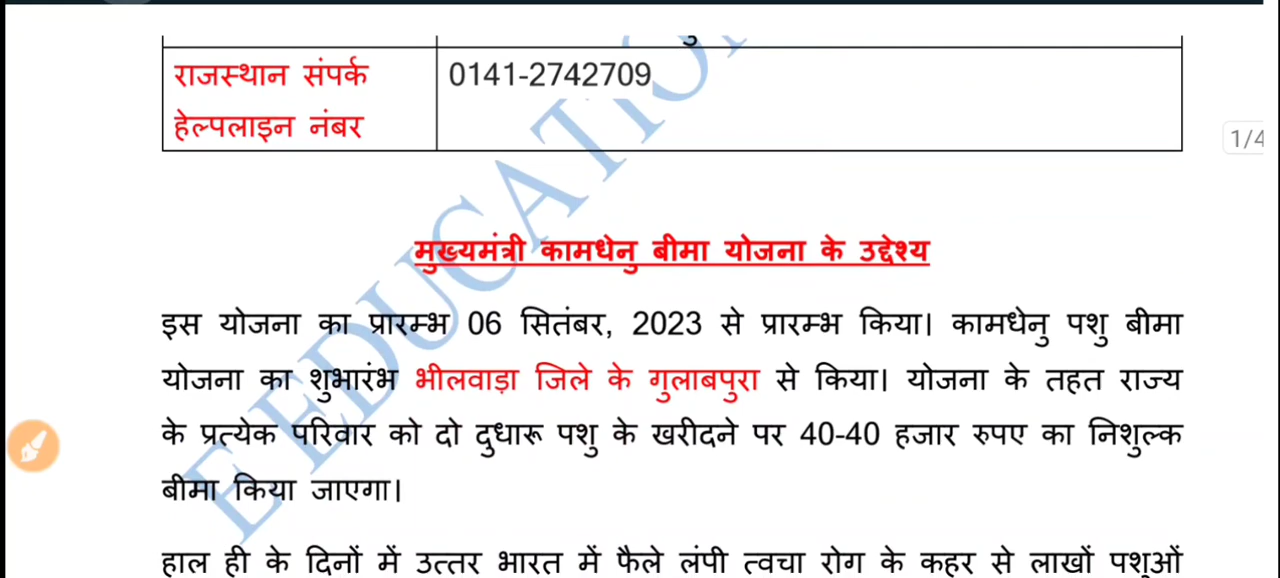 राजस्थान संपर्क 0141-2742709
हेल्पलाइन नंबर
1/4
मुख्यमंत्री कामधेनु बीमा योजना के उद्देश्य
इस योजना का प्रारम्भ 06 सितंबर, 2023 से प्रारम्भ किया। कामधेनु पशु बीमा
योजना का शुभारंभ भीलवाड़ा जिले के गुलाबपुरा से किया। योजना के तहत राज्य
के प्रत्येक परिवार को दो दुधारू पशु के खरीदने पर 40-40 हजार रुपए का निशुल्क
बीमा किया जाएगा।
हाल ही के दिनों में उत्तर भारत में फैले लंपी त्वचा रोग के कहर से लाखों पशुओं
E EDUCATION